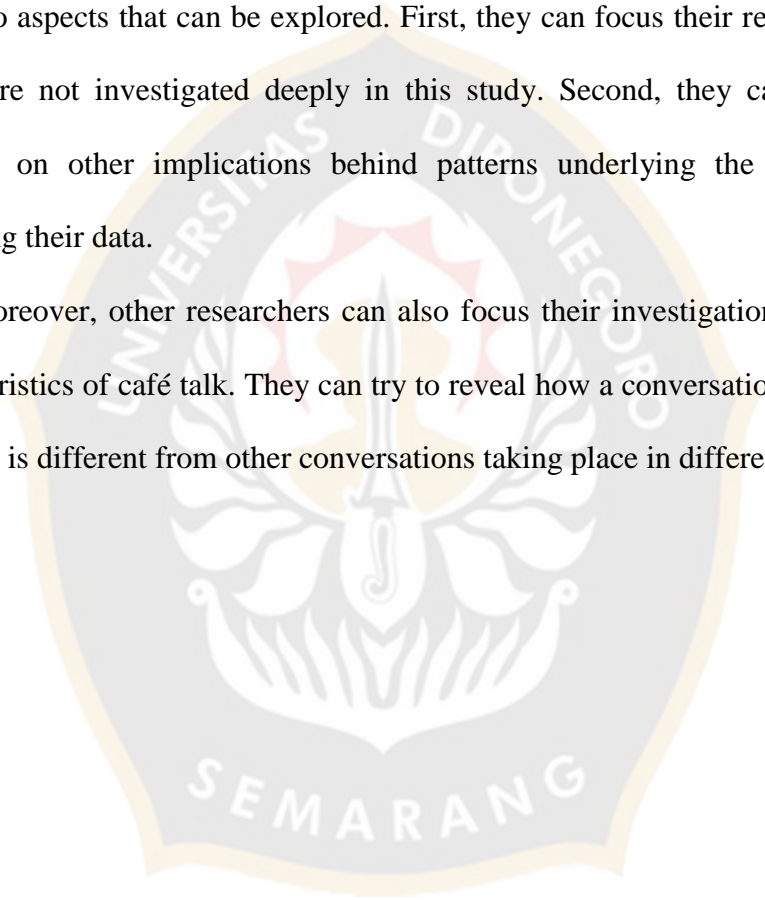 o aspects that can be explored. First, they can focus their re
re not investigated deeply in this study. Second, they ca
on other implications behind patterns underlying the
g their data.
oreover, other researchers can also focus their investigation
ristics of café talk. They can try to reveal how a conversatio
is different from other conversations taking place in differe
UNIVERSITAS DIPONEGORO
SEMARANG